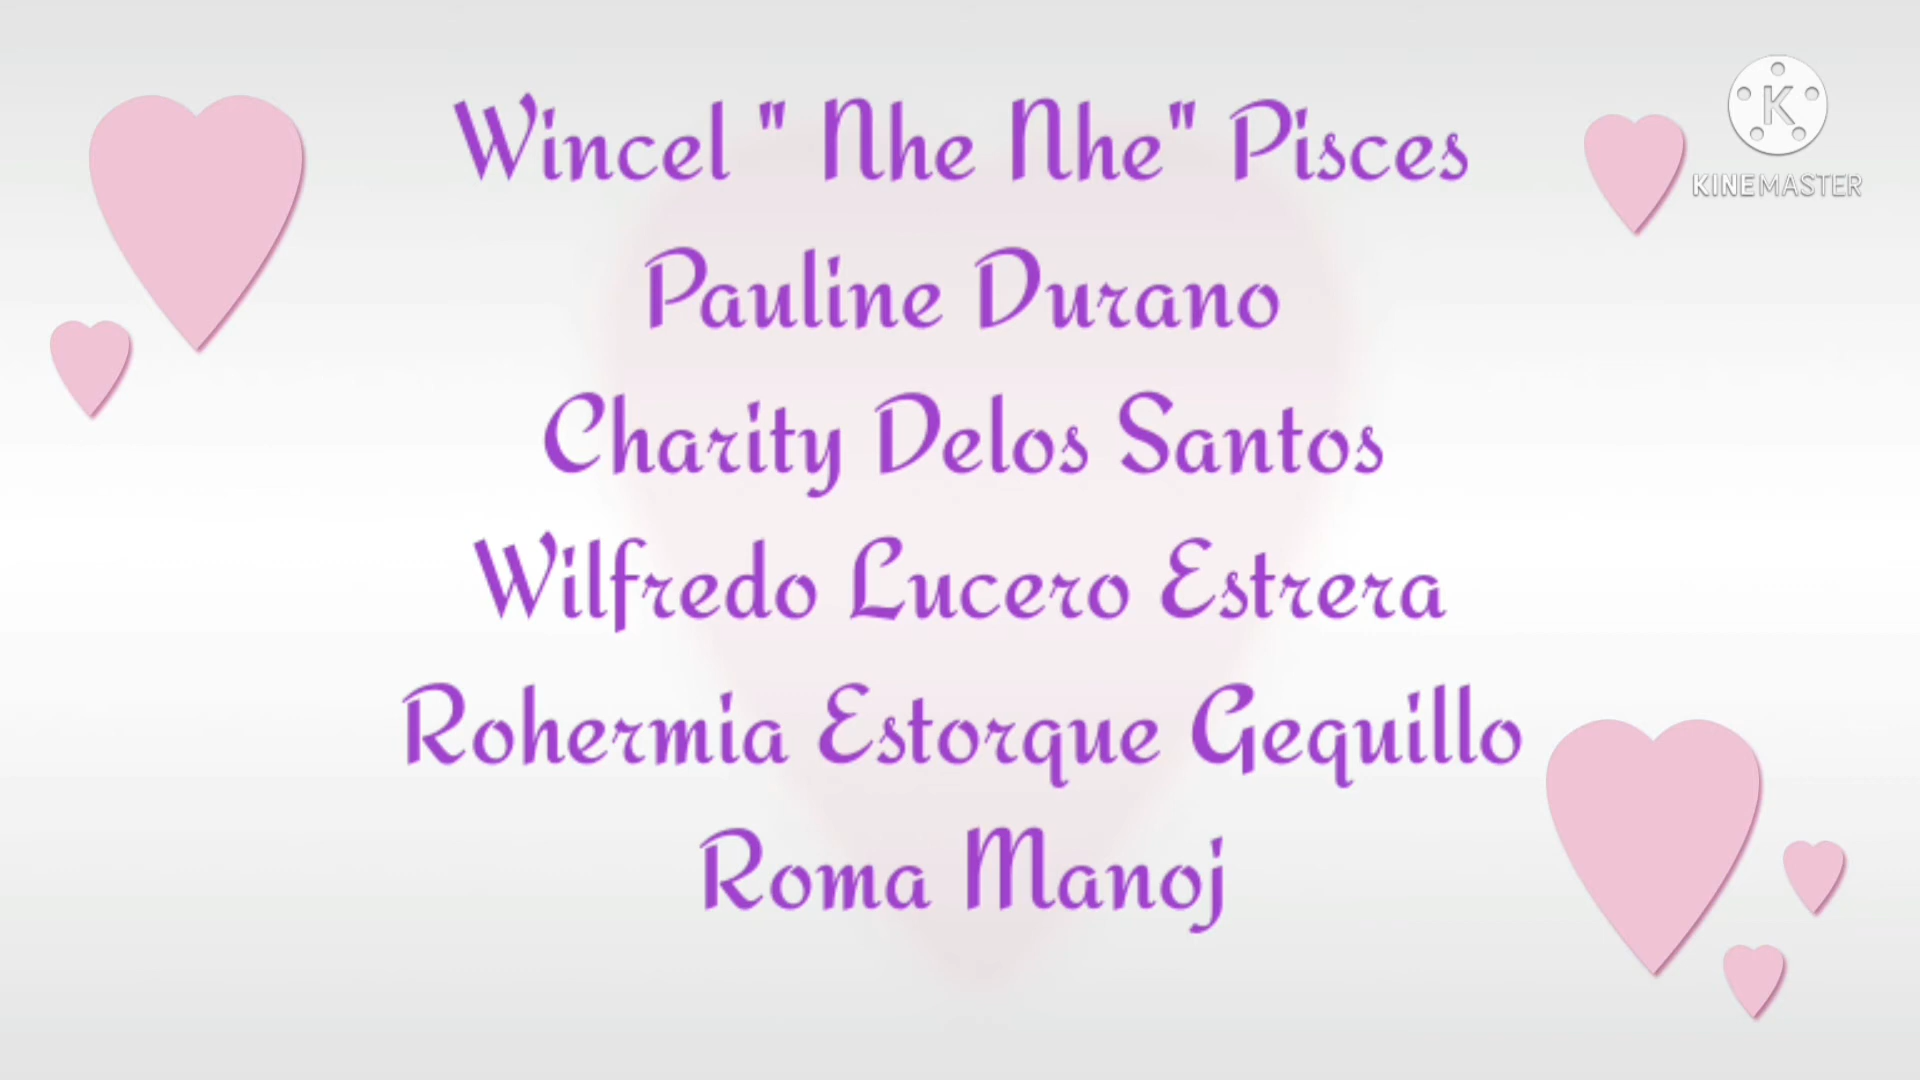 Wincel " Nhe Nhe" Pisces
K
KINEMASTER
Pauline Durano
Charity Delos Santos
Wilfredo Lucero Estrera
Rohermia Estorque Gequillo
Roma Manoj